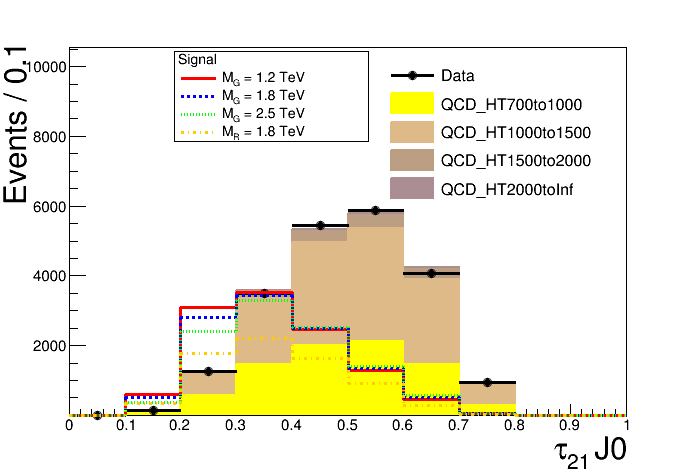 Events / 0.1
10000
8000
6000
4000
2000
Signal
M_G = 1.2 TeV
M_G = 1.8 TeV
M_G = 2.5 TeV
M_R = 1.8 TeV
Data
QCD_HT700to1000
QCD_HT1000to1500
QCD_HT1500to2000
QCD_HT2000toInf
0 0.1 0.2 0.3 0.4 0.5 0.6 0.7 0.8 0.9 1
τ21 J0